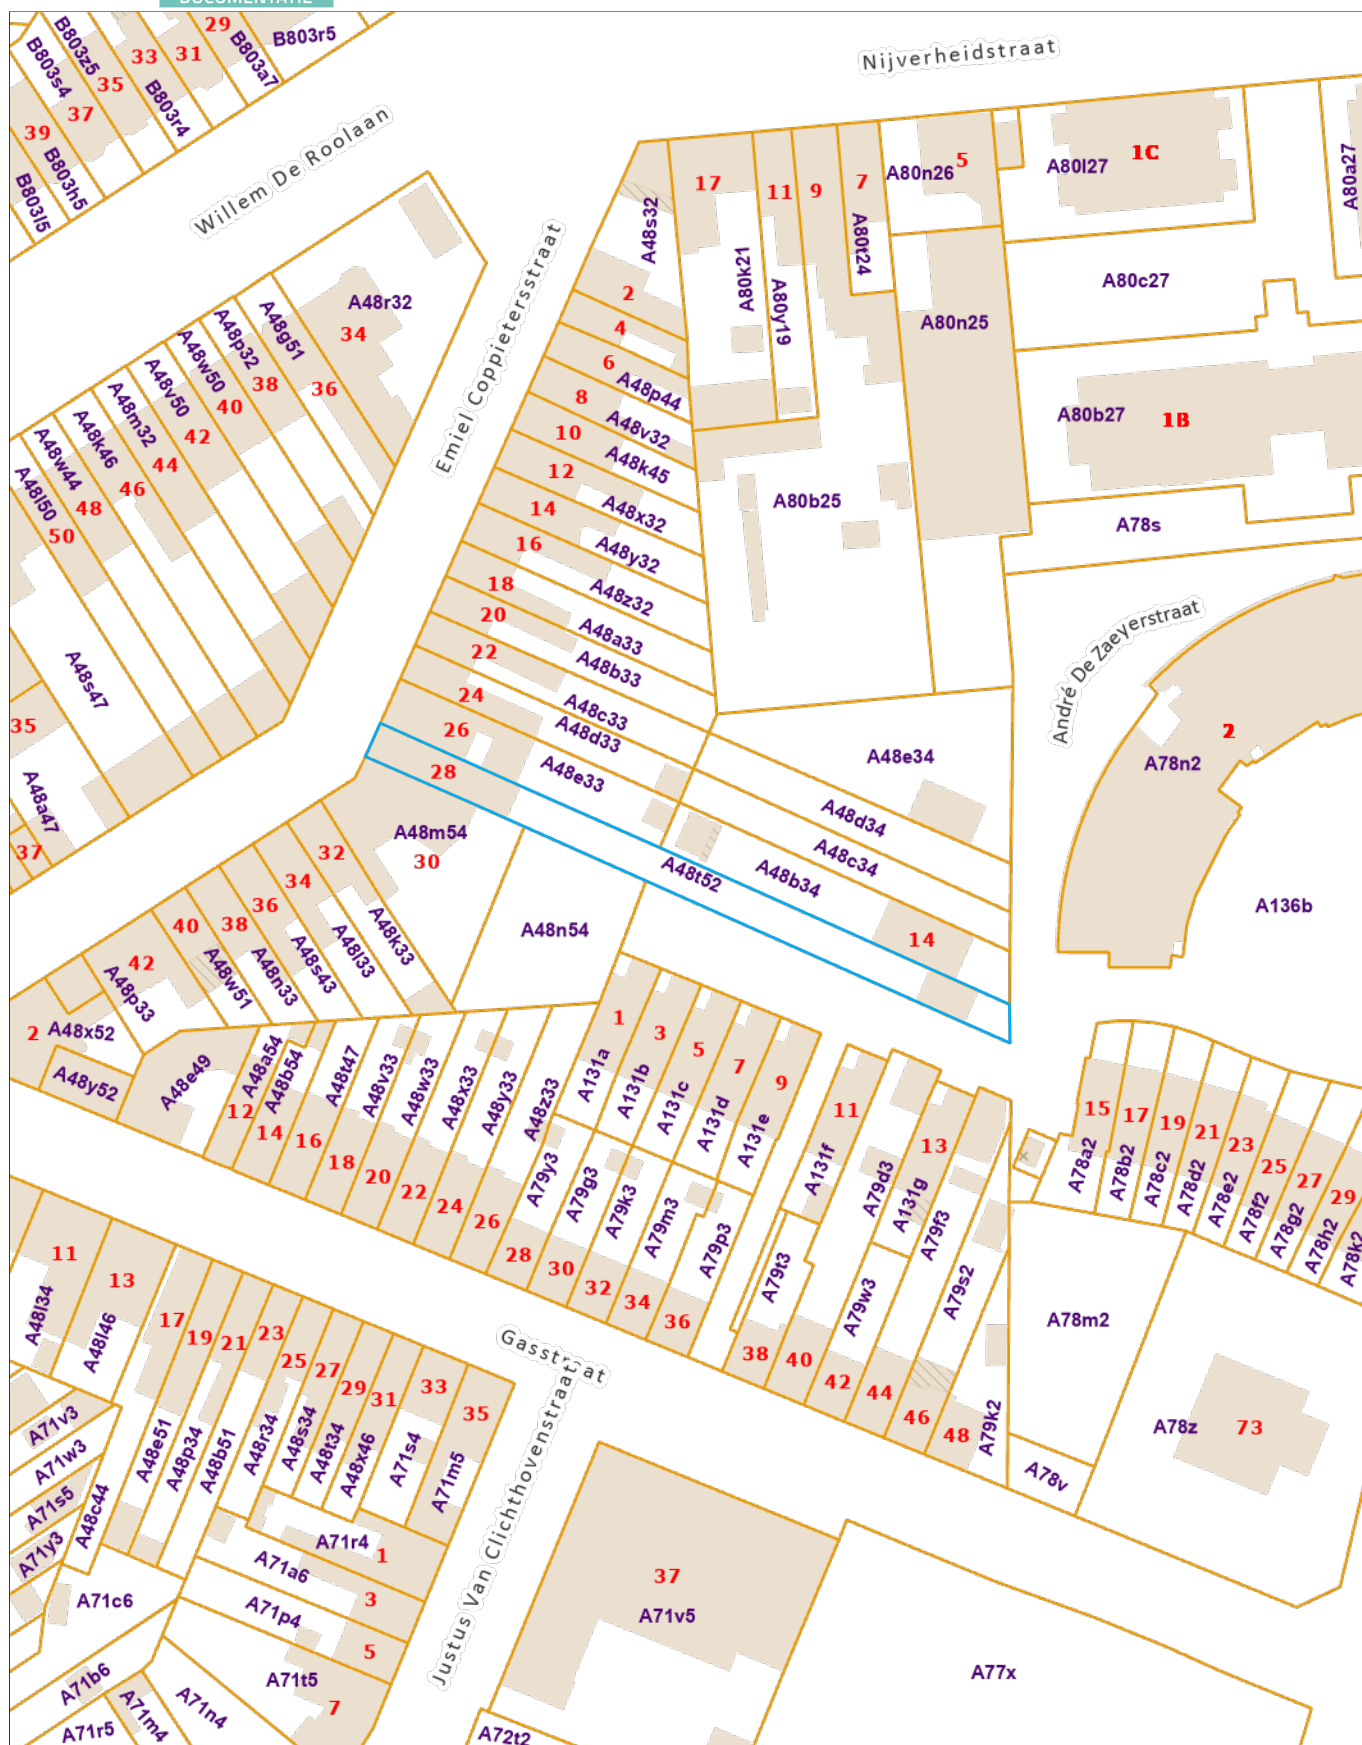 DOCUMENTATIE
29
B803r5
33
31
B803z5
B803s4
35
B803a7
Nijverheidstraat
37
B803r4
39
B803h5
B803l5
Willem De Roolaan
1C
A80l27
A80a27
5
A80n26
17
11
9
7
A48s32
A80t24
A80k21
A80y19
A80c27
A80n25
Emiel Coppietersstraat
2
4
6
A48p44
8
A48v32
10
A48k45
12
A48x32
14
A48y32
16
A48z32
18
20
A48a33
A48b33
22
A48c33
24
A48d33
26
A48e33
28
A48r32
34
A48g51
36
A48p32
38
A48w50
40
A48v50
42
A48m32
44
A48k46
46
A48w44
48
A48l50
50
A80b27
1B
A80b25
A78s
André De Zaeyerstraat
2
A78n2
A136b
A48s47
35
A48a47
37
A48e34
A48d34
A48c34
A48b34
A48t52
14
A48m54
30
A48n54
32
34
36
38
40
42
A48k33
A48l33
A48s43
A48n33
A48w51
A48p33
2
A48x52
A48y52
A48e49
A48a54
A48b54
A48t47
A48v33
A48w33
A48x33
A48y33
A48z33
12
14
16
18
20
22
24
26
1
3
5
7
9
A131a
A131b
A131c
A131d
A131e
11
A131f
13
A131g
A79d3
A79f3
A79s2
A79y3
A79g3
A79k3
A79m3
A79p3
A79t3
A79w3
A79k2
28
30
32
34
36
38
40
42
44
46
48
15
17
19
21
23
25
27
29
A78a2
A78b2
A78c2
A78d2
A78e2
A78f2
A78g2
A78h2
A78k2
A78m2
A78z
73
A78v
11
13
A48l34
A48l46
17
19
21
23
25
27
29
31
33
35
A48e51
A48p34
A48b51
A48r34
A48s34
A48t34
A48x46
A71s4
A71m5
Gasstraat
Justus Van Clichthovenstraat
A71v3
A71w3
A71s5
A71y3
A48c44
A71r4
1
A71a6
3
A71p4
5
A71c6
A71t5
7
A71b6
A71r5
A71m4
A71n4
37
A71v5
A77x
A72t2